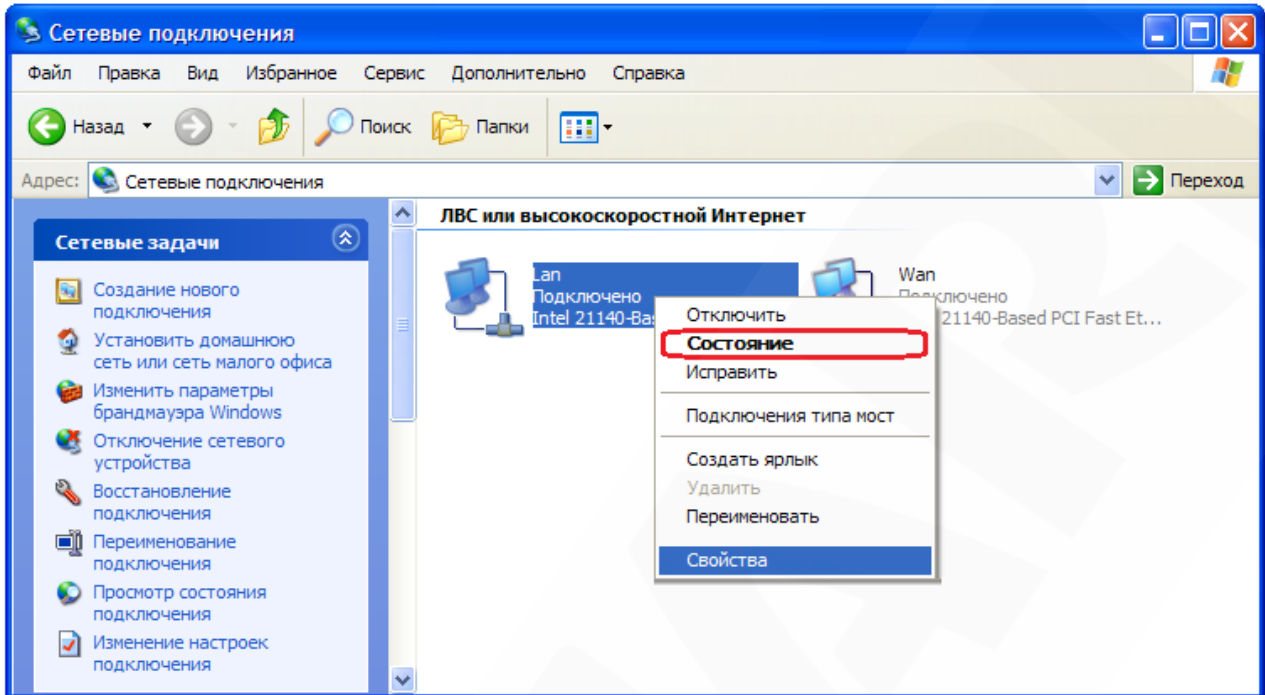 Сетевые подключения
Файл Правка Вид Избранное Сервис Дополнительно Справка
Назад Поиск Папки
Адрес: Сетевые подключения Переход
Сетевые задачи
Создание нового
подключения
Установить домашнюю
сеть или сеть малого офиса
Изменить параметры
брандмауэра Windows
Отключение сетевого
устройства
Восстановление
подключения
Переименование
подключения
Просмотр состояния
подключения
Изменение настроек
подключения
ЛВС или высокоскоростной Интернет
Lan
Подключено
Intel 21140-Bas
Wan
Подключено
21140-Based PCI Fast Et...
Отключить
Состояние
Исправить
Подключения типа мост
Создать ярлык
Удалить
Переименовать
Свойства